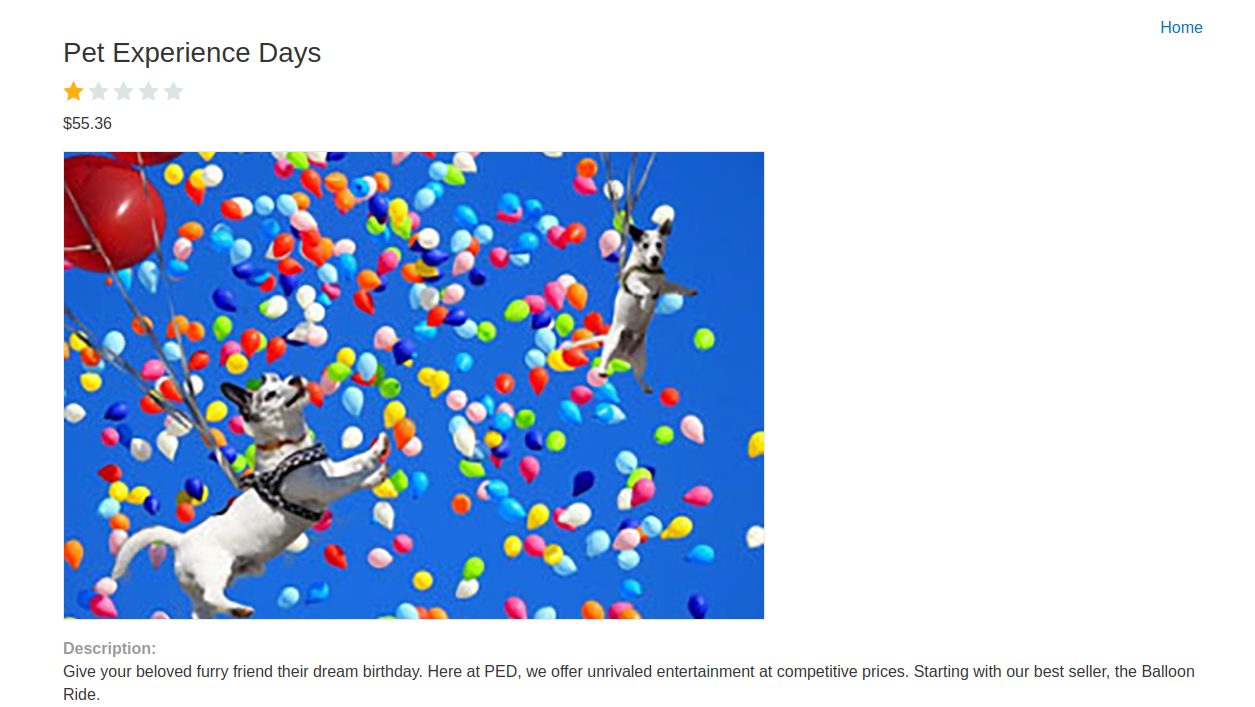 Home
Pet Experience Days
$55.36
Description:
Give your beloved furry friend their dream birthday. Here at PED, we offer unrivaled entertainment at competitive prices. Starting with our best seller, the Balloon
Ride.